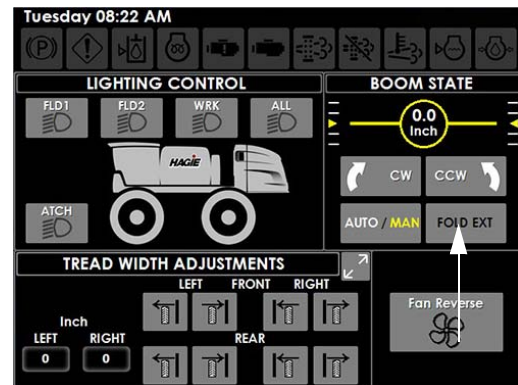 Tuesday 08:22 AM
(P)
LIGHTING CONTROL
FLD1 FLD2 WRK ALL
HAGIE
ATCH
BOOM STATE
0.0
Inch
CW CCW
AUTO / MAN FOLD EXT
TREAD WIDTH ADJUSTMENTS
LEFT FRONT RIGHT
Inch
LEFT RIGHT
REAR
0 0
Fan Reverse